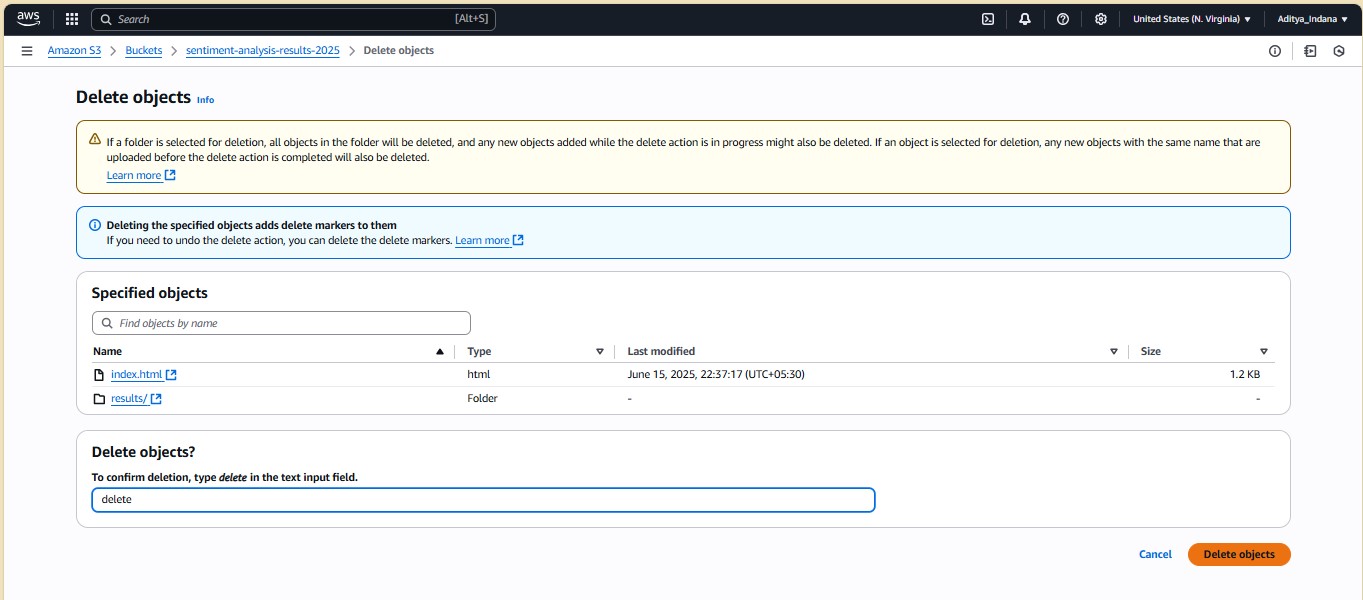 aws
Search [Alt+S] United States (N. Virginia) Aditya_Indana
Amazon S3 > Buckets > sentiment-analysis-results-2025 > Delete objects
Delete objects Info
If a folder is selected for deletion, all objects in the folder will be deleted, and any new objects added while the delete action is in progress might also be deleted. If an object is selected for deletion, any new objects with the same name that are
uploaded before the delete action is completed will also be deleted.
Learn more
Deleting the specified objects adds delete markers to them
If you need to undo the delete action, you can delete the delete markers. Learn more
Specified objects
Find objects by name
Name Type Last modified Size
index.html html June 15, 2025, 22:37:17 (UTC+05:30) 1.2 KB
results/ Folder - -
Delete objects?
To confirm deletion, type delete in the text input field.
delete
Cancel Delete objects